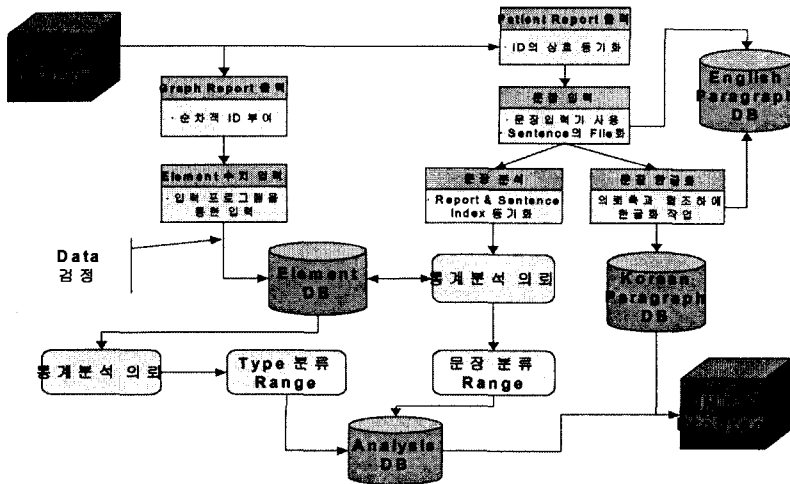 Patient Report 출력
· ID의 상호 동기화
Graph Report 출력
· 순차적 ID 부여
문장 입력
· 문장입력기 사용
· Sentence의 File화
English
Paragraph
DB
Element 수치 입력
· 입력 프로그램을
통한 입력
문장 분석
· Report & Sentence
Index 동기화
문장 한글화
의뢰측과 협조하에
한글화 작업
Data
검정
Element
DB
통계분석 의뢰
Korean
Paragraph
DB
통계분석 의뢰
Type 분류
Range
문장 분류
Range
Analysis
DB